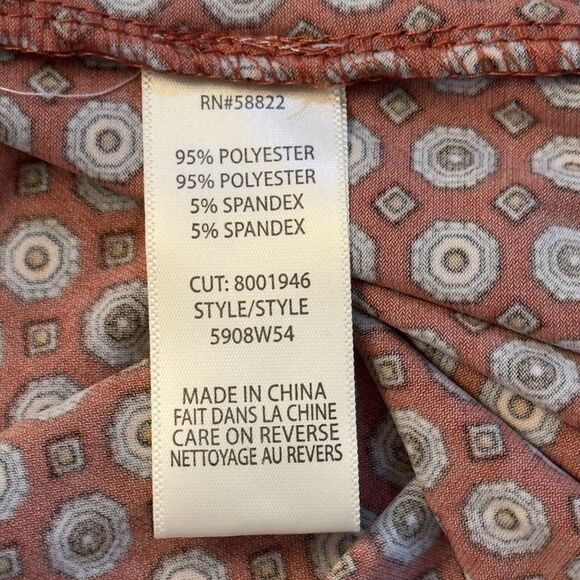 RN#58822
95% POLYESTER
95% POLYESTER
5% SPANDEX
5% SPANDEX
CUT: 8001946
STYLE/STYLE
5908W54
MADE IN CHINA
FAIT DANS LA CHINE
CARE ON REVERSE
NETTOYAGE AU REVERS